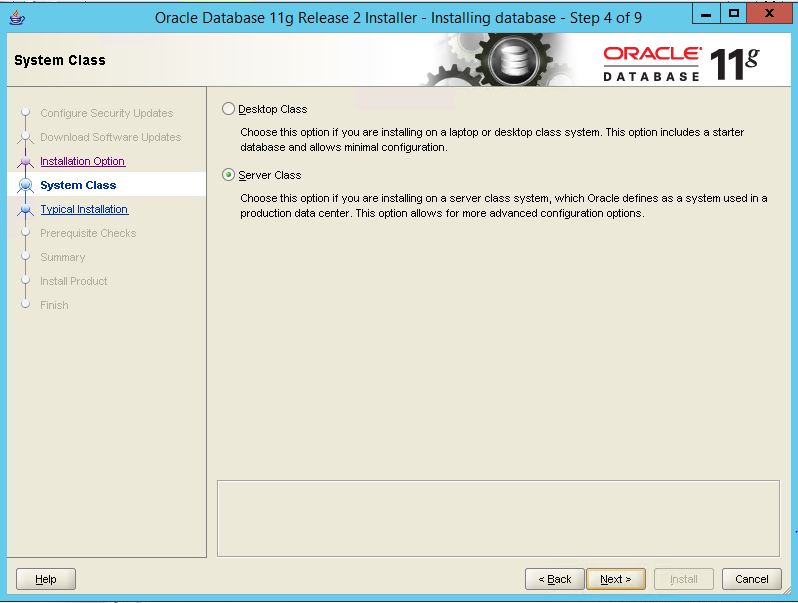 Oracle Database 11g Release 2 Installer - Installing database - Step 4 of 9
System Class
ORACLE
DATABASE
11g
Configure Security Updates
Download Software Updates
Installation Option
System Class
Typical Installation
Prerequisite Checks
Summary
Install Product
Finish
Desktop Class
Choose this option if you are installing on a laptop or desktop class system. This option includes a starter
database and allows minimal configuration.
Server Class
Choose this option if you are installing on a server class system, which Oracle defines as a system used in a
production data center. This option allows for more advanced configuration options.
Help
< Back
Next >
Install
Cancel